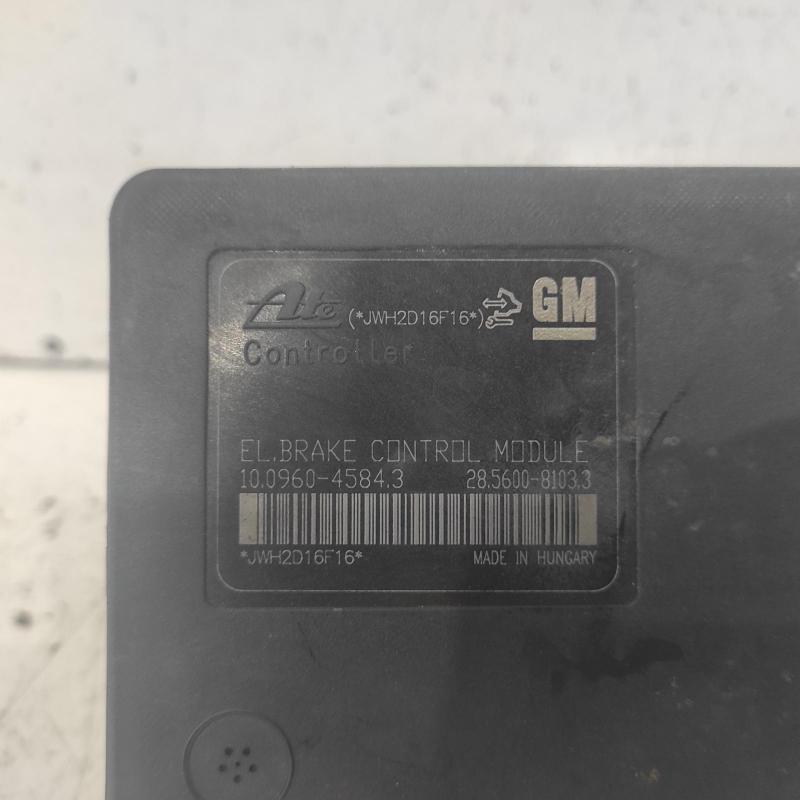 Ate (*JWH2D16F16*) GM
Controller
EL.BRAKE CONTROL MODULE
10.0960-4584.3 28.5600-8103.3
*JWH2D16F16* MADE IN HUNGARY